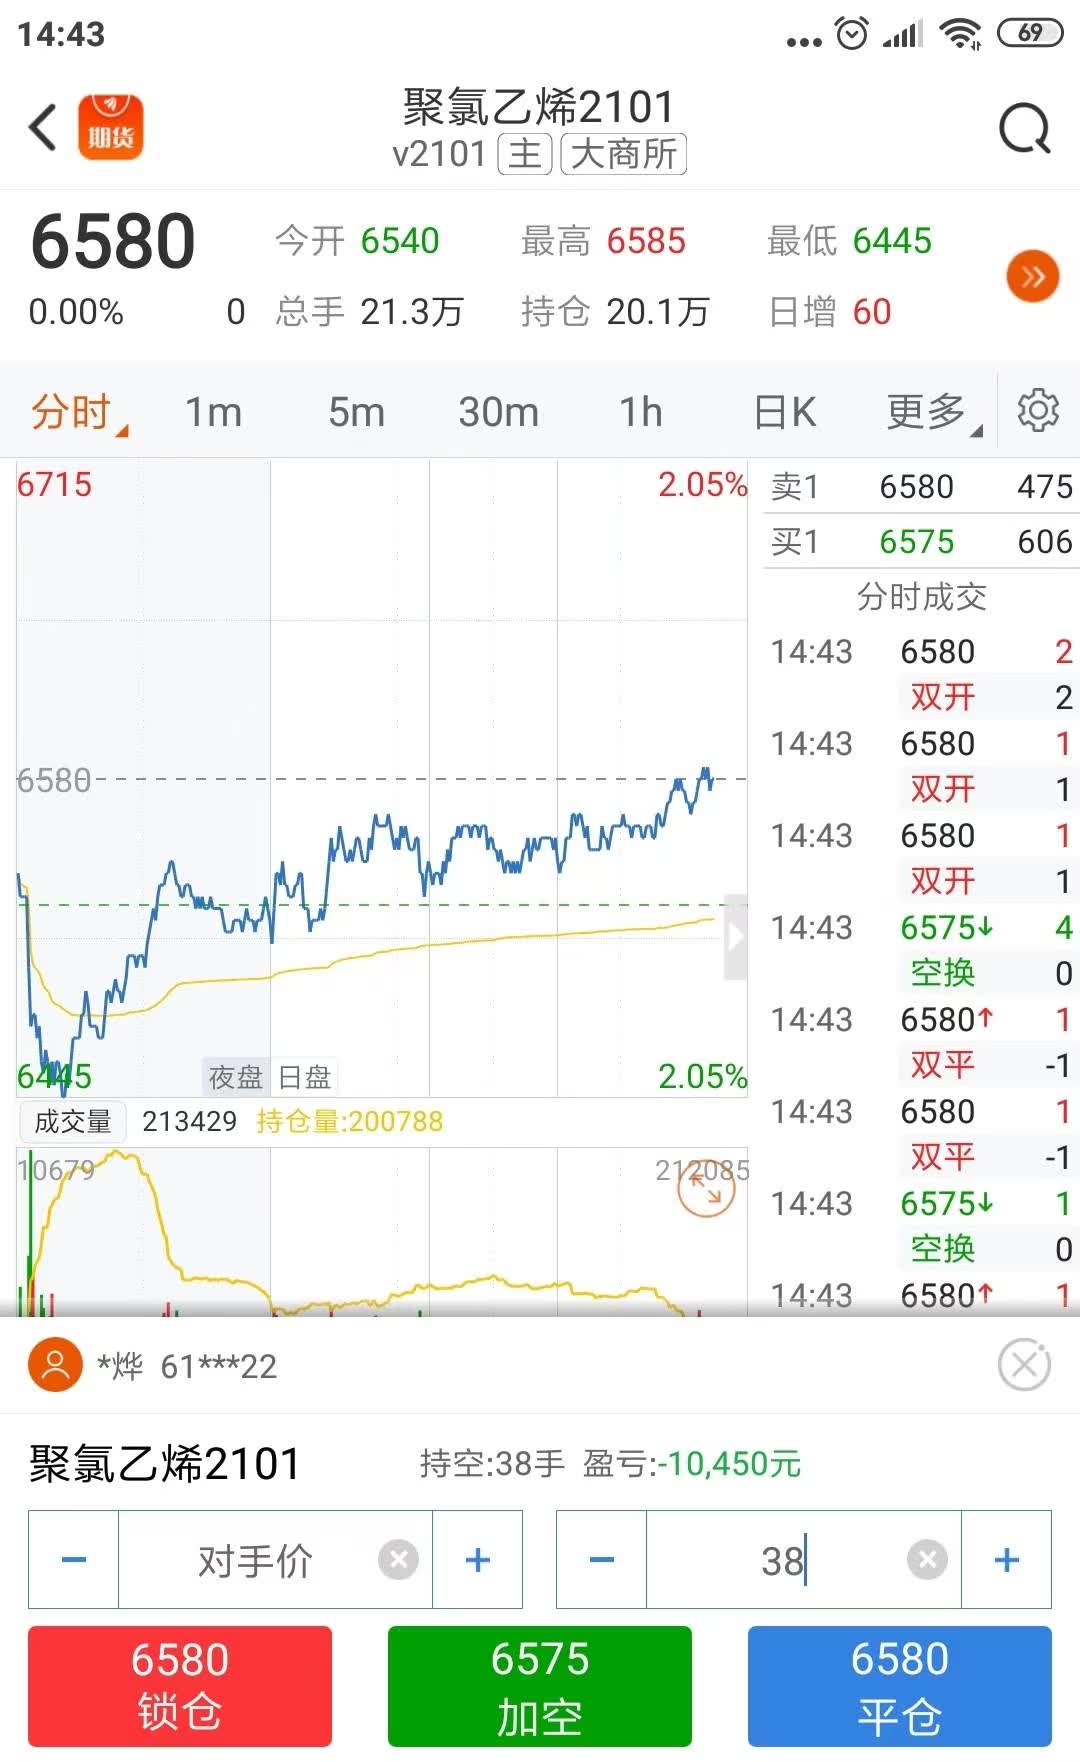 14:43
69
期货
聚氯乙烯2101
v2101 主 大商所
6580 今开 6540 最高 6585 最低 6445
0.00% 0 总手 21.3万 持仓 20.1万 日增 60
分时 1m 5m 30m 1h 日K 更多
6715 2.05%
6580
6445 夜盘 日盘 2.05%
成交量 213429 持仓量:200788
10679 212085
卖1 6580 475
买1 6575 606
分时成交
14:43 6580 2
双开 2
14:43 6580 1
双开 1
14:43 6580 1
双开 1
14:43 6575↓ 4
空换 0
14:43 6580↑ 1
双平 -1
14:43 6580 1
双平 -1
14:43 6575↓ 1
空换 0
14:43 6580↑ 1
*烨 61***22
聚氯乙烯2101 持空:38手 盈亏:-10,450元
− 对手价 + − 38 +
6580 6575 6580
锁仓 加空 平仓